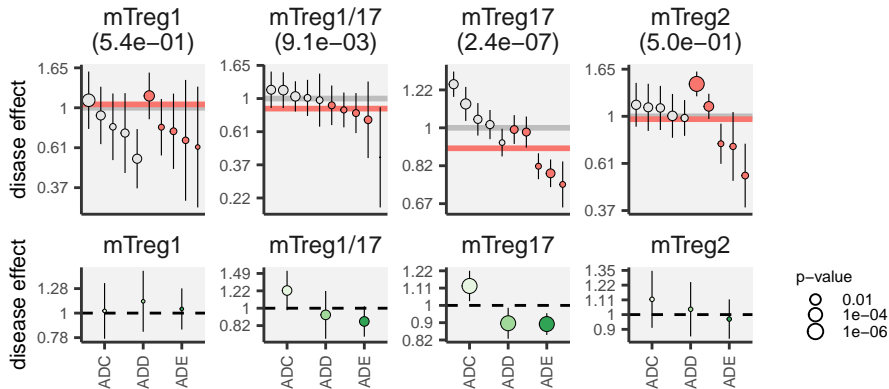 mTreg1
(5.4e−01)
mTreg1/17
(9.1e−03)
mTreg17
(2.4e−07)
mTreg2
(5.0e−01)
disase effect
1.65
1
0.61
0.37
1.65
1
0.61
0.37
0.22
1.22
1
0.82
0.67
1.65
1
0.61
0.37
mTreg1
mTreg1/17
mTreg17
mTreg2
disease effect
1.28
1
0.78
1.49
1.22
1
0.82
1.22
1.11
1
0.9
0.82
1.35
1.22
1.11
1
0.9
ADC
ADD
ADE
ADC
ADD
ADE
ADC
ADD
ADE
ADC
ADD
ADE
p−value
0.01
1e−04
1e−06